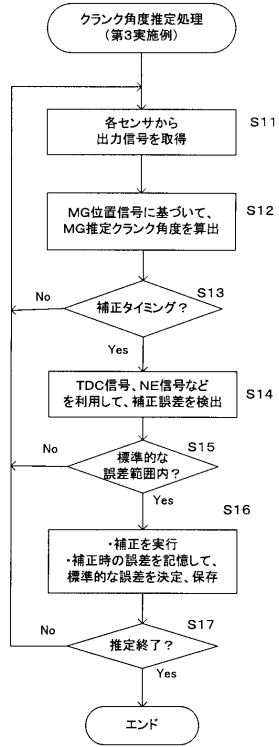 クランク角度推定処理
(第3実施例)
各センサから
出力信号を取得
S11
MG位置信号に基づいて、
MG推定クランク角度を算出
S12
補正タイミング?
S13
No
Yes
TDC信号、NE信号など
を利用して、補正誤差を検出
S14
標準的な
誤差範囲内?
S15
No
Yes
・補正を実行
・補正時の誤差を記憶して、
標準的な誤差を決定、保存
S16
推定終了?
S17
No
Yes
エンド